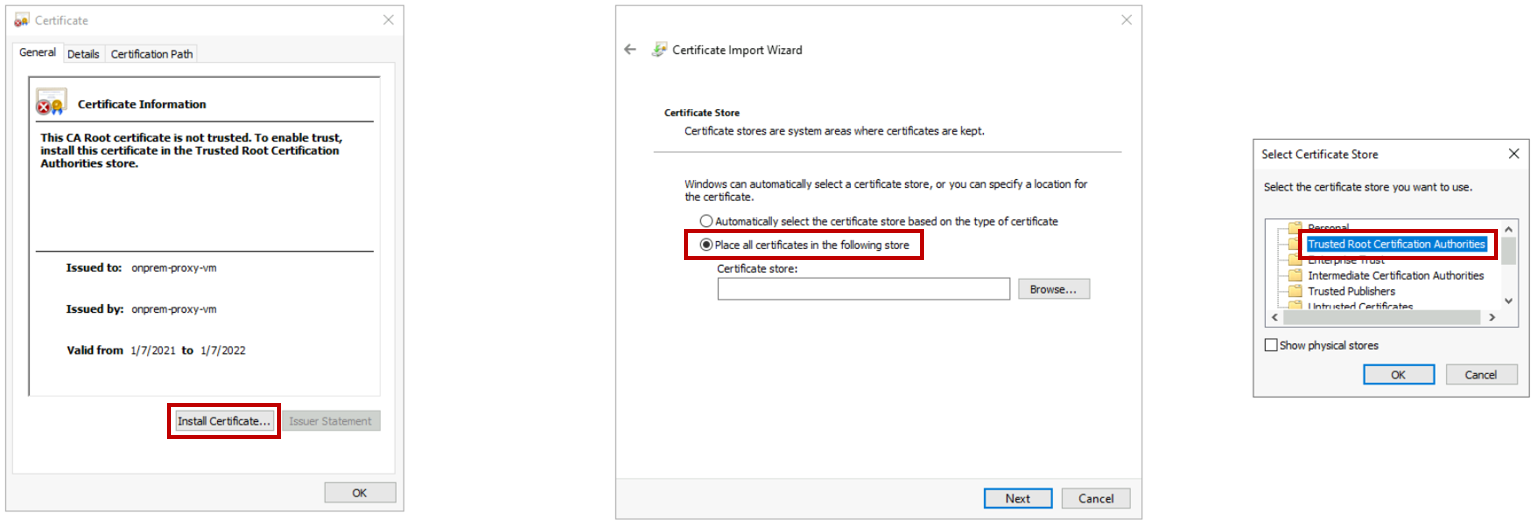 Certificate
General
Details
Certification Path
Certificate Information
This CA Root certificate is not trusted. To enable trust,
install this certificate in the Trusted Root Certification
Authorities store.
Issued to: onprem-proxy-vm
Issued by: onprem-proxy-vm
Valid from 1/7/2021 to 1/7/2022
Install Certificate...
Issuer Statement
OK
Certificate Import Wizard
Certificate Store
Certificate stores are system areas where certificates are kept.
Windows can automatically select a certificate store, or you can specify a location for
the certificate.
Automatically select the certificate store based on the type of certificate
Place all certificates in the following store
Certificate store:
Browse...
Next
Cancel
Select Certificate Store
Select the certificate store you want to use.
Personal
Trusted Root Certification Authorities
Enterprise Trust
Intermediate Certification Authorities
Trusted Publishers
Untrusted Certificates
Show physical stores
OK
Cancel